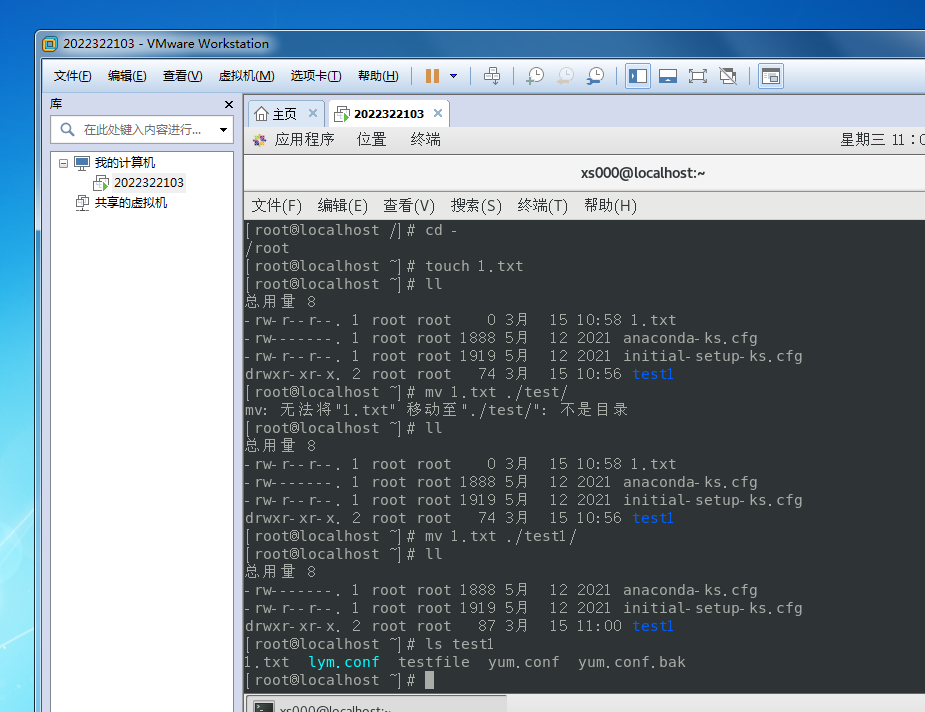 2022322103 - VMware Workstation
文件(F) 编辑(E) 查看(V) 虚拟机(M) 选项卡(T) 帮助(H)
库
在此处键入内容进行...
我的计算机
2022322103
共享的虚拟机
主页 2022322103
应用程序 位置 终端 星期三 11：
xs000@localhost:~
文件(F) 编辑(E) 查看(V) 搜索(S) 终端(T) 帮助(H)
[root@localhost /]# cd -
/root
[root@localhost ~]# touch 1.txt
[root@localhost ~]# ll
总用量 8
-rw-r--r--. 1 root root    0 3月  15 10:58 1.txt
-rw-------. 1 root root 1888 5月  12 2021 anaconda-ks.cfg
-rw-r--r--. 1 root root 1919 5月  12 2021 initial-setup-ks.cfg
drwxr-xr-x. 2 root root   74 3月  15 10:56 test1
[root@localhost ~]# mv 1.txt ./test/
mv: 无法将"1.txt" 移动至"./test/": 不是目录
[root@localhost ~]# ll
总用量 8
-rw-r--r--. 1 root root    0 3月  15 10:58 1.txt
-rw-------. 1 root root 1888 5月  12 2021 anaconda-ks.cfg
-rw-r--r--. 1 root root 1919 5月  12 2021 initial-setup-ks.cfg
drwxr-xr-x. 2 root root   74 3月  15 10:56 test1
[root@localhost ~]# mv 1.txt ./test1/
[root@localhost ~]# ll
总用量 8
-rw-------. 1 root root 1888 5月  12 2021 anaconda-ks.cfg
-rw-r--r--. 1 root root 1919 5月  12 2021 initial-setup-ks.cfg
drwxr-xr-x. 2 root root   87 3月  15 11:00 test1
[root@localhost ~]# ls test1
1.txt  lym.conf  testfile  yum.conf  yum.conf.bak
[root@localhost ~]#
xs000@localhost:~